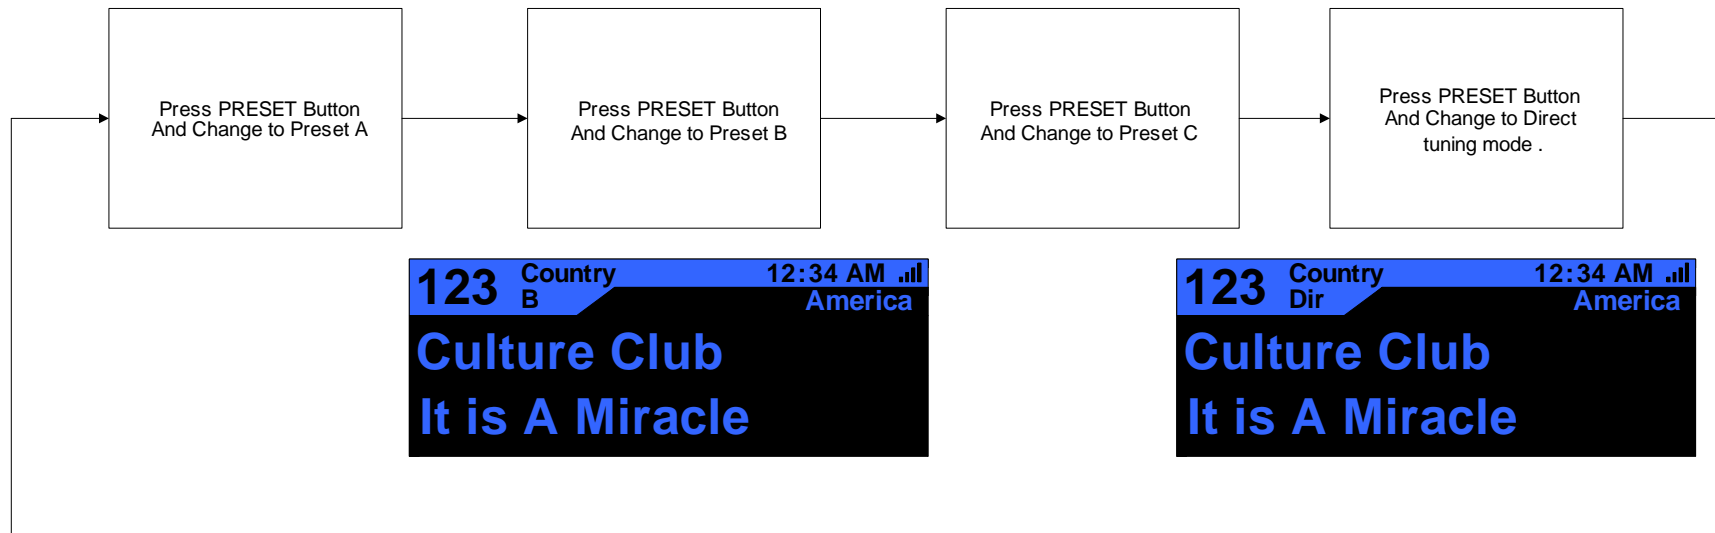 Press PRESET Button
And Change to Preset A
Press PRESET Button
And Change to Preset B
Press PRESET Button
And Change to Preset C
Press PRESET Button
And Change to Direct
tuning mode .
123 Country 12:34 AM
B America
Culture Club
It is A Miracle
123 Country 12:34 AM
Dir America
Culture Club
It is A Miracle